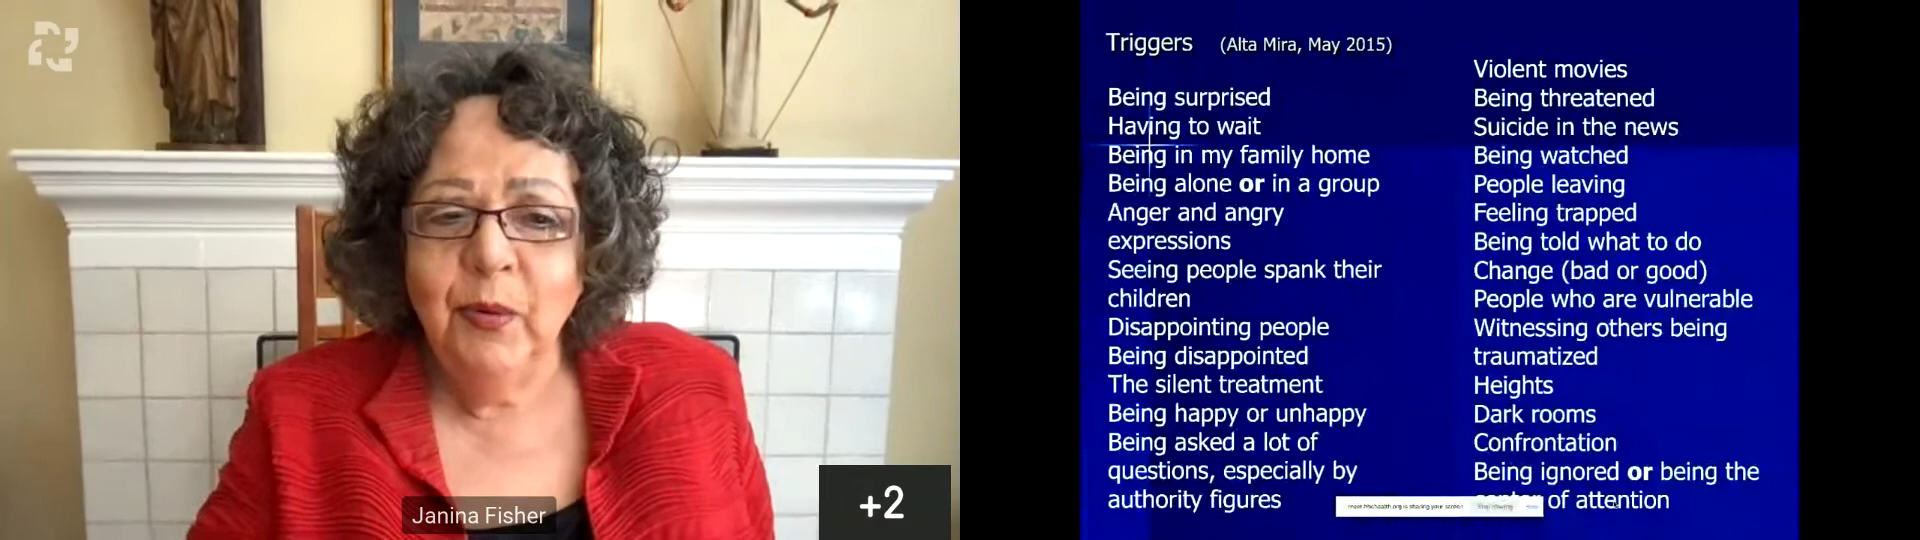 Janina Fisher
+2
Triggers (Alta Mira, May 2015)
Being surprised
Having to wait
Being in my family home
Being alone or in a group
Anger and angry
expressions
Seeing people spank their
children
Disappointing people
Being disappointed
The silent treatment
Being happy or unhappy
Being asked a lot of
questions, especially by
authority figures
Violent movies
Being threatened
Suicide in the news
Being watched
People leaving
Feeling trapped
Being told what to do
Change (bad or good)
People who are vulnerable
Witnessing others being
traumatized
Heights
Dark rooms
Confrontation
Being ignored or being the
of attention
is sharing your screen.